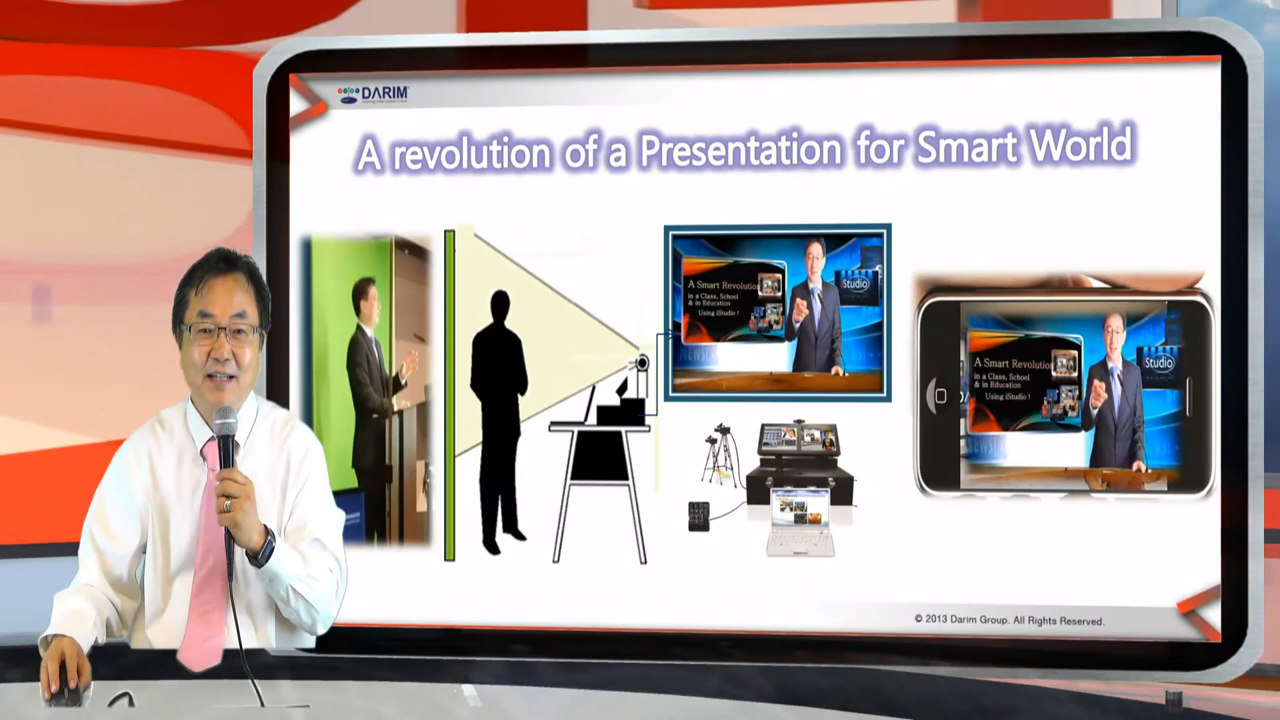 DARIM
A revolution of a Presentation for Smart World
A Smart Revolution
in a Class, School
& in Education
Using iStudio !
Studio
A Smart Revolution
in a Class, School
& in Education
Using iStudio !
Studio
© 2013 Darim Group. All Rights Reserved.